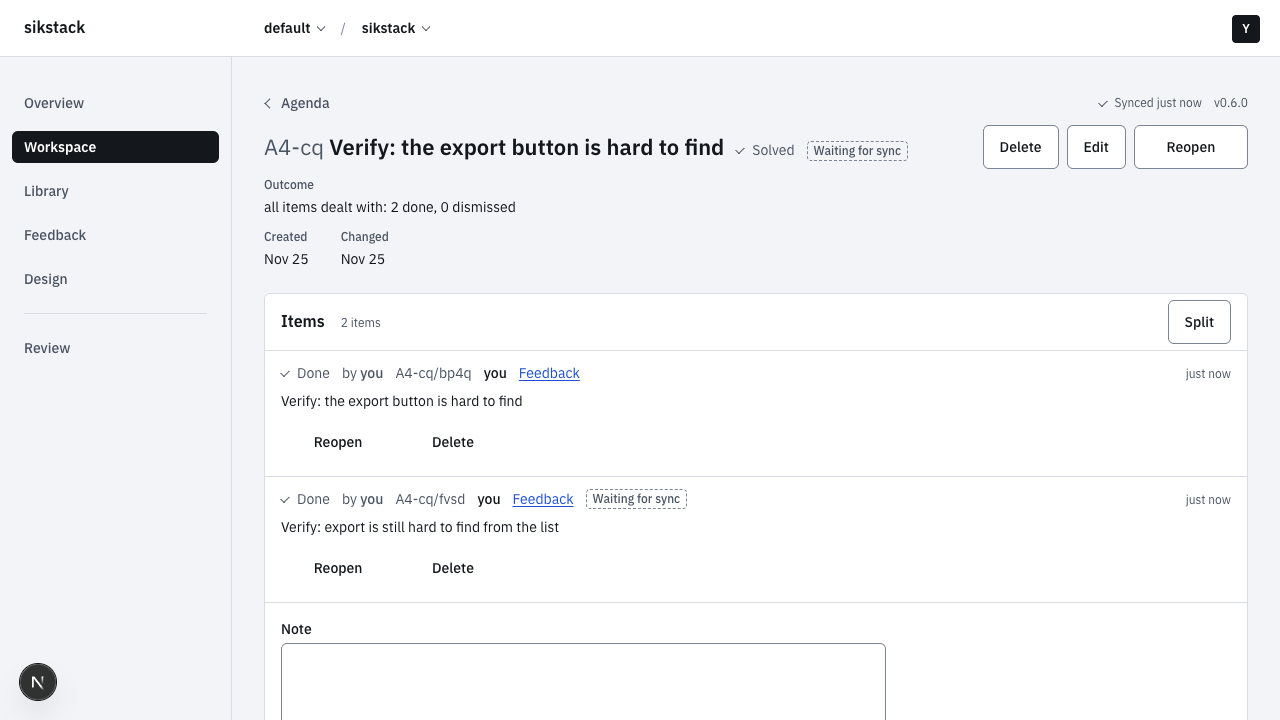 sikstack
default / sikstack
Y
Overview
Workspace
Library
Feedback
Design
Review
Agenda
Synced just now v0.6.0
A4-cq Verify: the export button is hard to find Solved Waiting for sync
Delete Edit Reopen
Outcome
all items dealt with: 2 done, 0 dismissed
Created Changed
Nov 25 Nov 25
Items 2 items Split
Done by you A4-cq/bp4q you Feedback just now
Verify: the export button is hard to find
Reopen Delete
Done by you A4-cq/fvsd you Feedback Waiting for sync just now
Verify: export is still hard to find from the list
Reopen Delete
Note
N